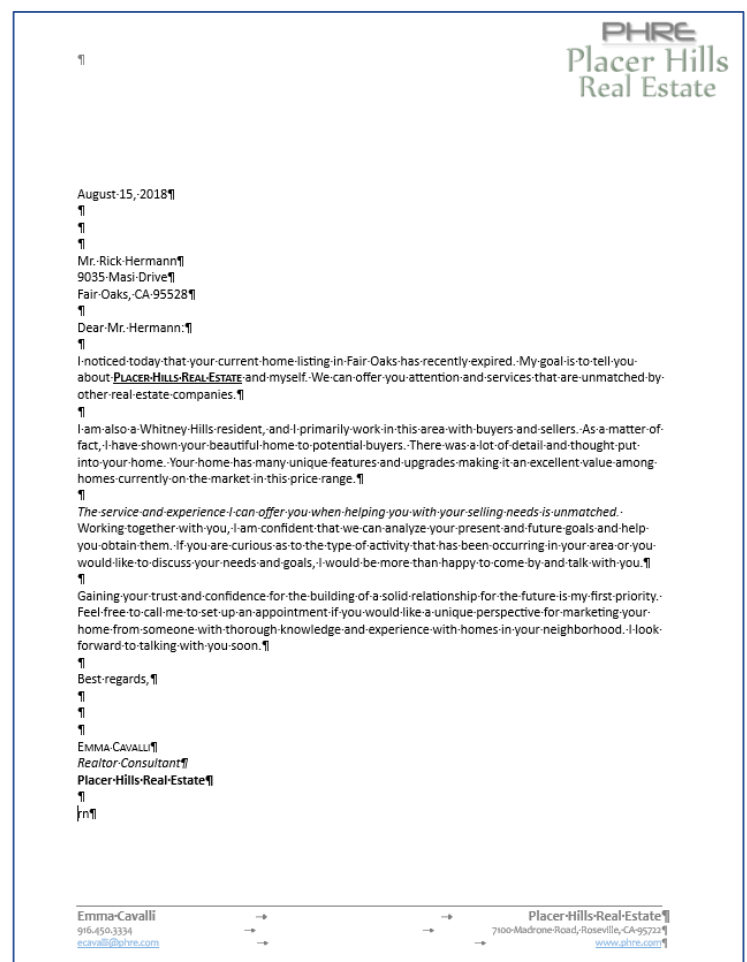 PHRE
Placer Hills
Real Estate
¶
August 15, 2018¶
¶
¶
¶
Mr. Rick Hermann¶
9035 Masi Drive¶
Fair Oaks, CA 95528¶
¶
Dear Mr. Hermann:¶
¶
I noticed today that your current home listing in Fair Oaks has recently expired. My goal is to tell you
about PLACER HILLS REAL ESTATE and myself. We can offer you attention and services that are unmatched by
other real estate companies.¶
¶
I am also a Whitney Hills resident, and I primarily work in this area with buyers and sellers. As a matter of
fact, I have shown your beautiful home to potential buyers. There was a lot of detail and thought put
into your home. Your home has many unique features and upgrades making it an excellent value among
homes currently on the market in this price range.¶
¶
The service and experience I can offer you when helping you with your selling needs is unmatched.
Working together with you, I am confident that we can analyze your present and future goals and help
you obtain them. If you are curious as to the type of activity that has been occurring in your area or you
would like to discuss your needs and goals, I would be more than happy to come by and talk with you.¶
¶
Gaining your trust and confidence for the building of a solid relationship for the future is my first priority.
Feel free to call me to set up an appointment if you would like a unique perspective for marketing your
home from someone with thorough knowledge and experience with homes in your neighborhood. I look
forward to talking with you soon.¶
¶
Best regards,¶
¶
¶
¶
EMMA CAVALLI¶
Realtor Consultant¶
Placer Hills Real Estate¶
¶
rn¶
Emma Cavalli → → Placer Hills Real Estate¶
916.450.3334 → → 7100 Madrone Road, Roseville, CA 95722¶
ecavalli@phre.com → → www.phre.com¶